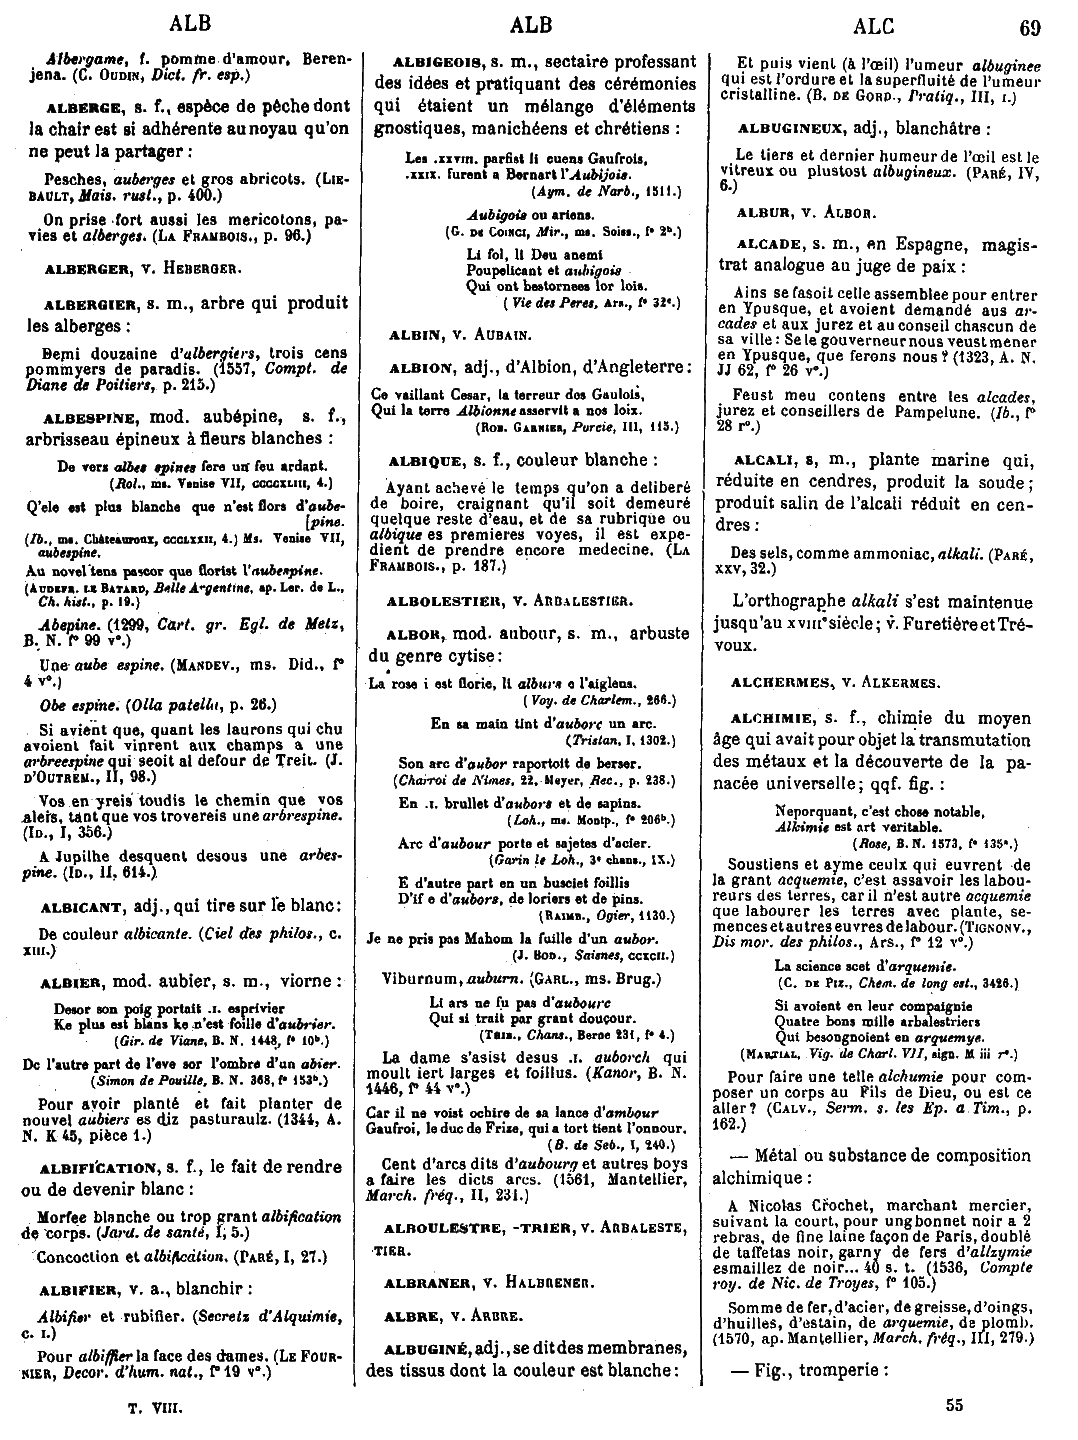 ALB
ALB
ALC
69
Albergame, f. pomme d'amour, Beren-
jena. (C. OUDIN, Dict. fr. esp.)
ALBERGE, s. f., espèce de pêche dont
la chair est si adhérente au noyau qu'on
ne peut la partager :
Pesches, auberges et gros abricots. (LIE-
BAULT, Mais. rust., p. 400.)
On prise fort aussi les mericotons, pa-
vies et alberges. (LA FRAMBOIS., p. 96.)
ALBERGER, V. HEBERGER.
ALBERGIER, s. m., arbre qui produit
les alberges :
Demi douzaine d'albergiers, trois cens
pommyers de paradis. (1557, Compt. de
Diane de Poitiers, p. 215.)
ALBESPINE, mod. aubépine, s. f.,
arbrisseau épineux à fleurs blanches :
De vers albes spines fere un feu ardant.
(Rol., ms. Venise VII, CCCCXLIII, 4.)
Q'ele est plus blanche que n'est flors d'aube-
[pine.
(Ib., ms. Châteauroux, CCCLXXII, 4.) Ms. Venise VII,
aubespine.
Au novel tens pascor que florist l'aubespine.
(AUDEFR. LE BATARD, Belle Argentine, ap. Ler. de L.,
Ch. hist., p. 19.)
Abepine. (1299, Cart. gr. Egl. de Metz,
B. N. f° 99 v°.)
Une aube espine. (MANDEV., ms. Did., f°
4 v°.)
Obe espine. (Olla patella, p. 26.)
Si avient que, quant les laurons qui chu
avoient fait vinrent aux champs a une
arbreespine qui seoit al defour de Treit. (J.
D'OUTREM., II, 98.)
Vos en yreis toudis le chemin que vos
aleis, tant que vos trovereis une arbrespine.
(ID., I, 356.)
A Jupilhe desquent desous une arbes-
pine. (ID., II, 614.)
ALBICANT, adj., qui tire sur le blanc:
De couleur albicante. (Ciel des philos., c.
XIII.)
ALBIER, mod. aubier, s. m., viorne :
Desor son poig portait .I. esprivier
Ke plus est blans ke n'est foille d'aubrier.
(Gir. de Viane, B. N. 1448, f° 10b.)
De l'autre part de l'eve sor l'ombre d'un abier.
(Simon de Pouille, B. N. 368, f° 153b.)
Pour avoir planté et fait planter de
nouvel aubiers es diz pasturaulz. (1344, A.
N. K 45, pièce 1.)
ALBIFICATION, s. f., le fait de rendre
ou de devenir blanc :
Morfee blanche ou trop grant albification
de corps. (Jard. de santé, I, 5.)
Concoction et albification. (PARÉ, I, 27.)
ALBIFIER, v. a., blanchir :
Albifier et rubifier. (Secretz d'Alquimie,
c. I.)
Pour albiffier la face des dames. (LE FOUR-
NIER, Decor. d'hum. nat., f° 19 v°.)
T. VIII.
ALBIGEOIS, s. m., sectaire professant
des idées et pratiquant des cérémonies
qui étaient un mélange d'éléments
gnostiques, manichéens et chrétiens :
Les .XXVIII. parfist li cuens Gaufrois,
.XXIX. furent a Bernart l'Aubijois.
(Aym. de Narb., 1511.)
Aubigois ou ariens.
(G. DE COINCI, Mir., ms. Soiss., f° 2b.)
Li fol, li Deu anemi
Poupelicant et aubigois
Qui ont bestornees lor lois.
(Vie des Peres, Ars., f° 32c.)
ALBIN, V. AUBAIN.
ALBION, adj., d'Albion, d'Angleterre:
Ce vaillant Cesar, la terreur des Gaulois,
Qui la terre Albionne asservit a nos loix.
(ROB. GARNIER, Porcie, III, 115.)
ALBIQUE, s. f., couleur blanche :
Ayant achevé le temps qu'on a deliberé
de boire, craignant qu'il soit demeuré
quelque reste d'eau, et de sa rubrique ou
albique es premieres voyes, il est expe-
dient de prendre encore medecine. (LA
FRAMBOIS., p. 187.)
ALBOLESTIER, V. ARBALESTIER.
ALBOR, mod. aubour, s. m., arbuste
du genre cytise :
La rose i est florie, li alburs e l'aiglens.
(Voy. de Charlem., 266.)
En sa main tint d'auborc un arc.
(Tristan, I, 1302.)
Son arc d'aubor raportoit de berser.
(Charroi de Nimes, 22, Meyer, Rec., p. 238.)
En .I. brullet d'aubors et de sapins.
(Loh., ms. Montp., f° 206b.)
Arc d'aubour porte et sajetes d'acier.
(Garin le Loh., 3e chans., IX.)
E d'autre part en un busciet foillis
D'if e d'aubors, de loriers et de pins.
(RAIMB., Ogier, 1130.)
Je ne pris pas Mahom la fuille d'un aubor.
(J. BOD., Saisnes, CCXCII.)
Viburnum, auburn. (GARL., ms. Brug.)
Li ars ne fu pas d'aubourc
Qui si trait par grant douçour.
(THIB., Chans., Berne 231, f° 4.)
La dame s'asist desus .I. auborch qui
moult iert larges et foillus. (Kanor, B. N.
1446, f° 44 v°.)
Car il ne voist ochire de sa lance d'ambour
Gaufroi, le duc de Frize, qui a tort tient l'onnour.
(B. de Seb., I, 240.)
Cent d'arcs dits d'aubourg et autres boys
a faire les dicts arcs. (1561, Mantellier,
March. fréq., II, 231.)
ALBOULESTRE, -TRIER, V. ARBALESTE,
-TIER.
ALBRANER, V. HALBRENER.
ALBRE, V. ARBRE.
ALBUGINÉ, adj., se dit des membranes,
des tissus dont la couleur est blanche :
Et puis vient (à l'œil) l'umeur albuginee
qui est l'ordure et la superfluité de l'umeur
cristalline. (B. DE GORD., Pratiq., III, I.)
ALBUGINEUX, adj., blanchâtre :
Le tiers et dernier humeur de l'œil est le
vitreux ou plustost albugineux. (PARÉ, IV,
6.)
ALBUR, V. ALBOR.
ALCADE, s. m., en Espagne, magis-
trat analogue au juge de paix :
Ains se fasoit celle assemblee pour entrer
en Ypusque, et avoient demandé aus ar-
cades et aux jurez et au conseil chascun de
sa ville : Se le gouverneur nous veust mener
en Ypusque, que ferons nous ? (1323, A. N.
JJ 62, f° 26 v°.)
Feust meu contens entre les alcades,
jurez et conseillers de Pampelune. (Ib., f°
28 r°.)
ALCALI, s, m., plante marine qui,
réduite en cendres, produit la soude ;
produit salin de l'alcali réduit en cen-
dres :
Des sels, comme ammoniac, alkali. (PARÉ,
XXV, 32.)
L'orthographe alkali s'est maintenue
jusqu'au XVIIIe siècle ; v. Furetière et Tré-
voux.
ALCHERMES, V. ALKERMES.
ALCHIMIE, s. f., chimie du moyen
âge qui avait pour objet la transmutation
des métaux et la découverte de la pa-
nacée universelle ; qqf. fig. :
Neporquant, c'est chose notable,
Alkimie est art veritable.
(Rose, B. N. 1573, f° 135a.)
Soustiens et ayme ceulx qui euvrent de
la grant acquemie, c'est assavoir les labou-
reurs des terres, car il n'est autre acquemie
que labourer les terres avec plante, se-
mences et autres euvres de labour. (TIGNONV.,
Dis mor. des philos., Ars., f° 12 v°.)
La science scet d'arquemie.
(C. DE PIZ., Chem. de long est., 3426.)
Si avoient en leur compaignie
Quatre bons mille arbalestriers
Qui besongnoient en arquemye.
(MARTIAL, Vig. de Charl. VII, sign. M iii r°.)
Pour faire une telle alchumie pour com-
poser un corps au Fils de Dieu, ou est ce
aller ? (CALV., Serm. s. les Ep. a Tim., p.
162.)
— Métal ou substance de composition
alchimique :
A Nicolas Crochet, marchant mercier,
suivant la court, pour ung bonnet noir a 2
rebras, de fine laine façon de Paris, doublé
de taffetas noir, garny de fers d'allzymie
esmaillez de noir... 40 s. t. (1536, Compte
roy. de Nic. de Troyes, f° 105.)
Somme de fer, d'acier, de greisse, d'oings,
d'huilles, d'estain, de arquemie, de plomb.
(1570, ap. Mantellier, March. fréq., III, 279.)
— Fig., tromperie :
55